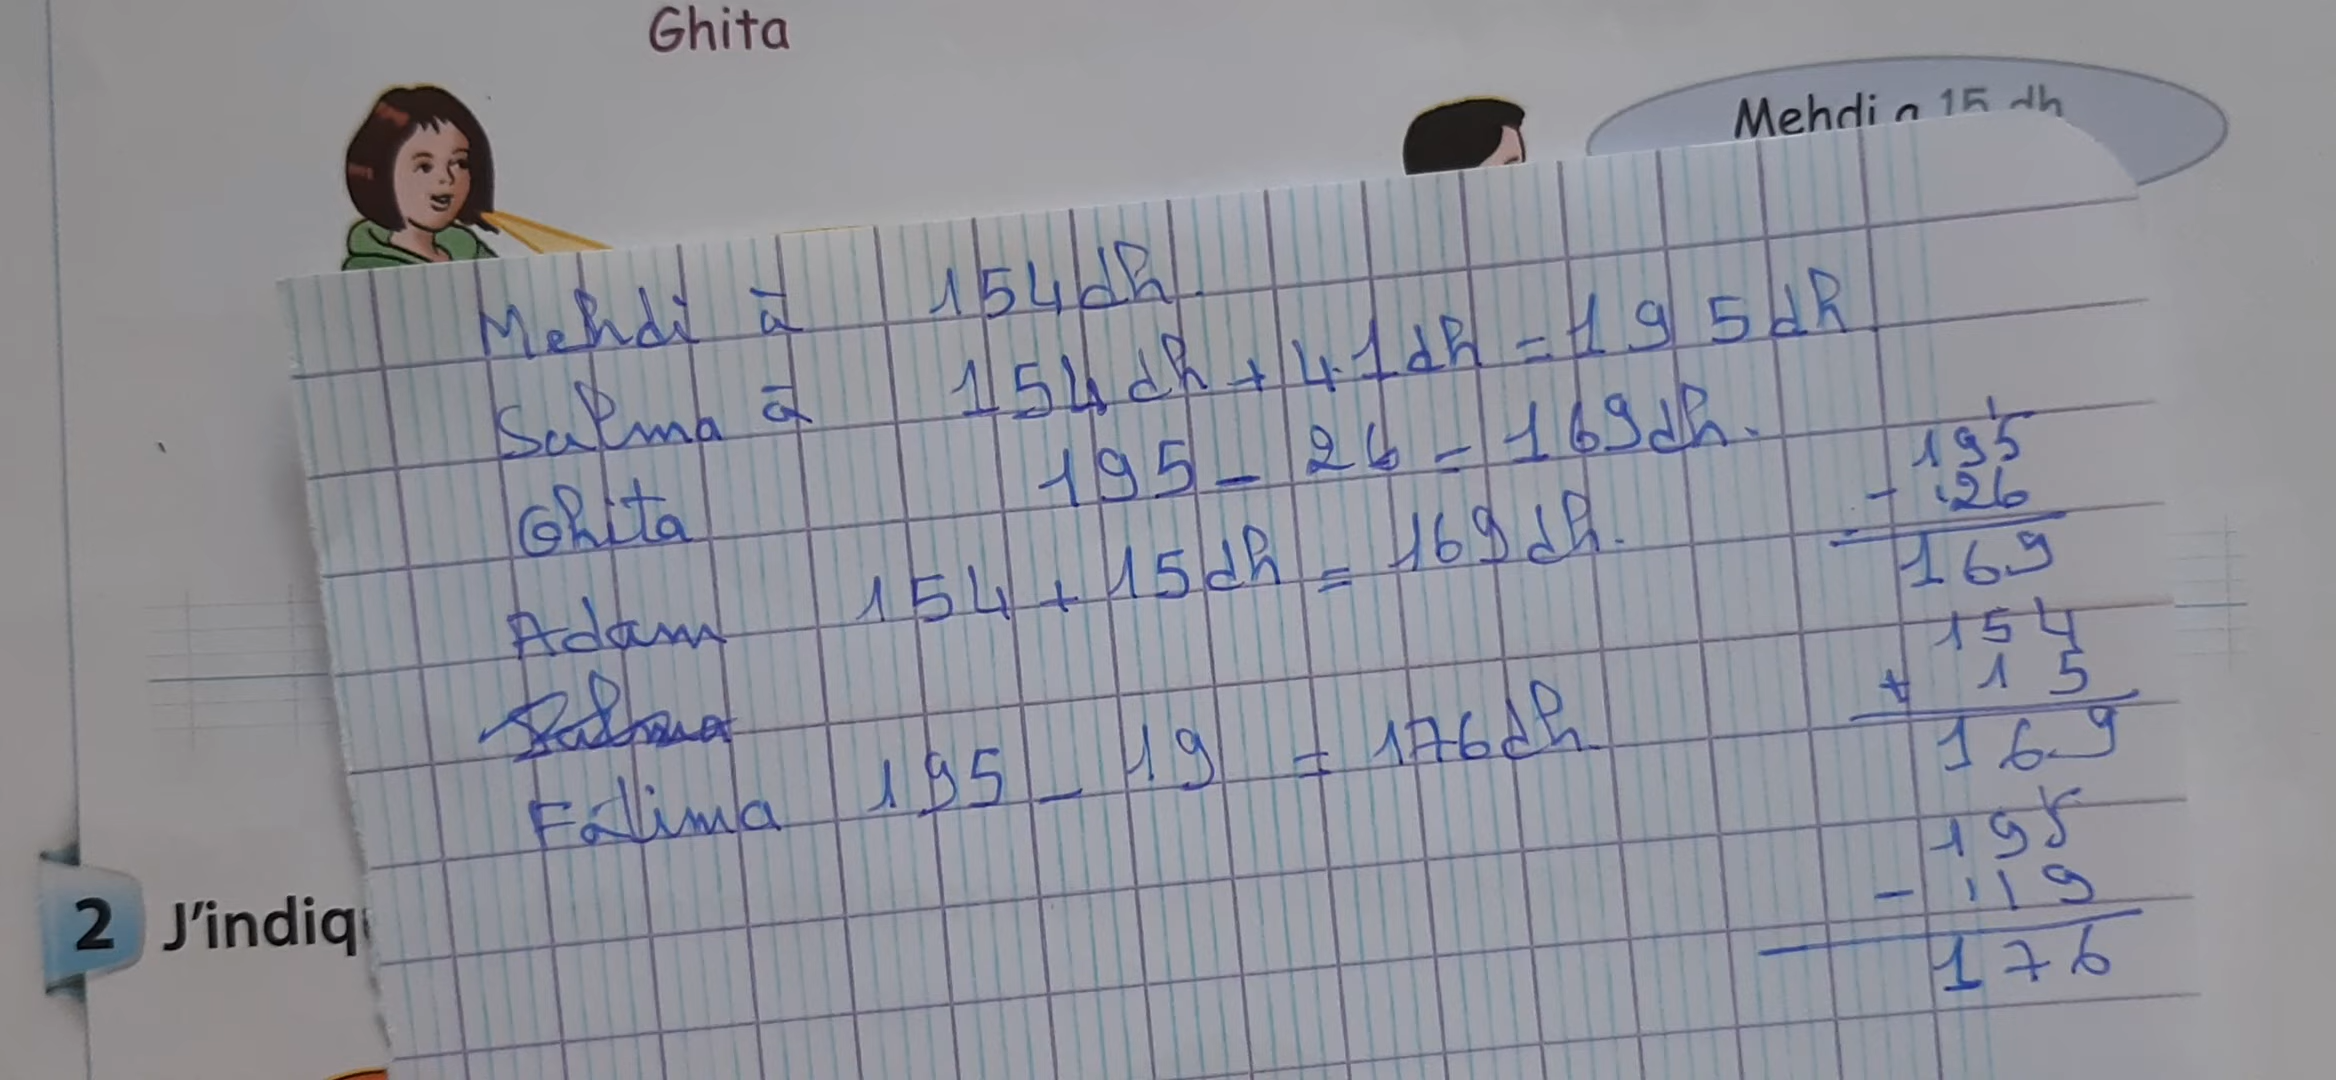 Ghita
Mehdi a 15 dh
Mehdi à 154dh.
Salma à 154dh + 41dh = 195dh
Ghita 195 - 26 = 169dh.
Adam 154 + 15dh = 169dh.
Fatima 195 - 19 = 176dh
195
- 26
169
154
+ 15
169
195
- 19
176
2 J'indiq